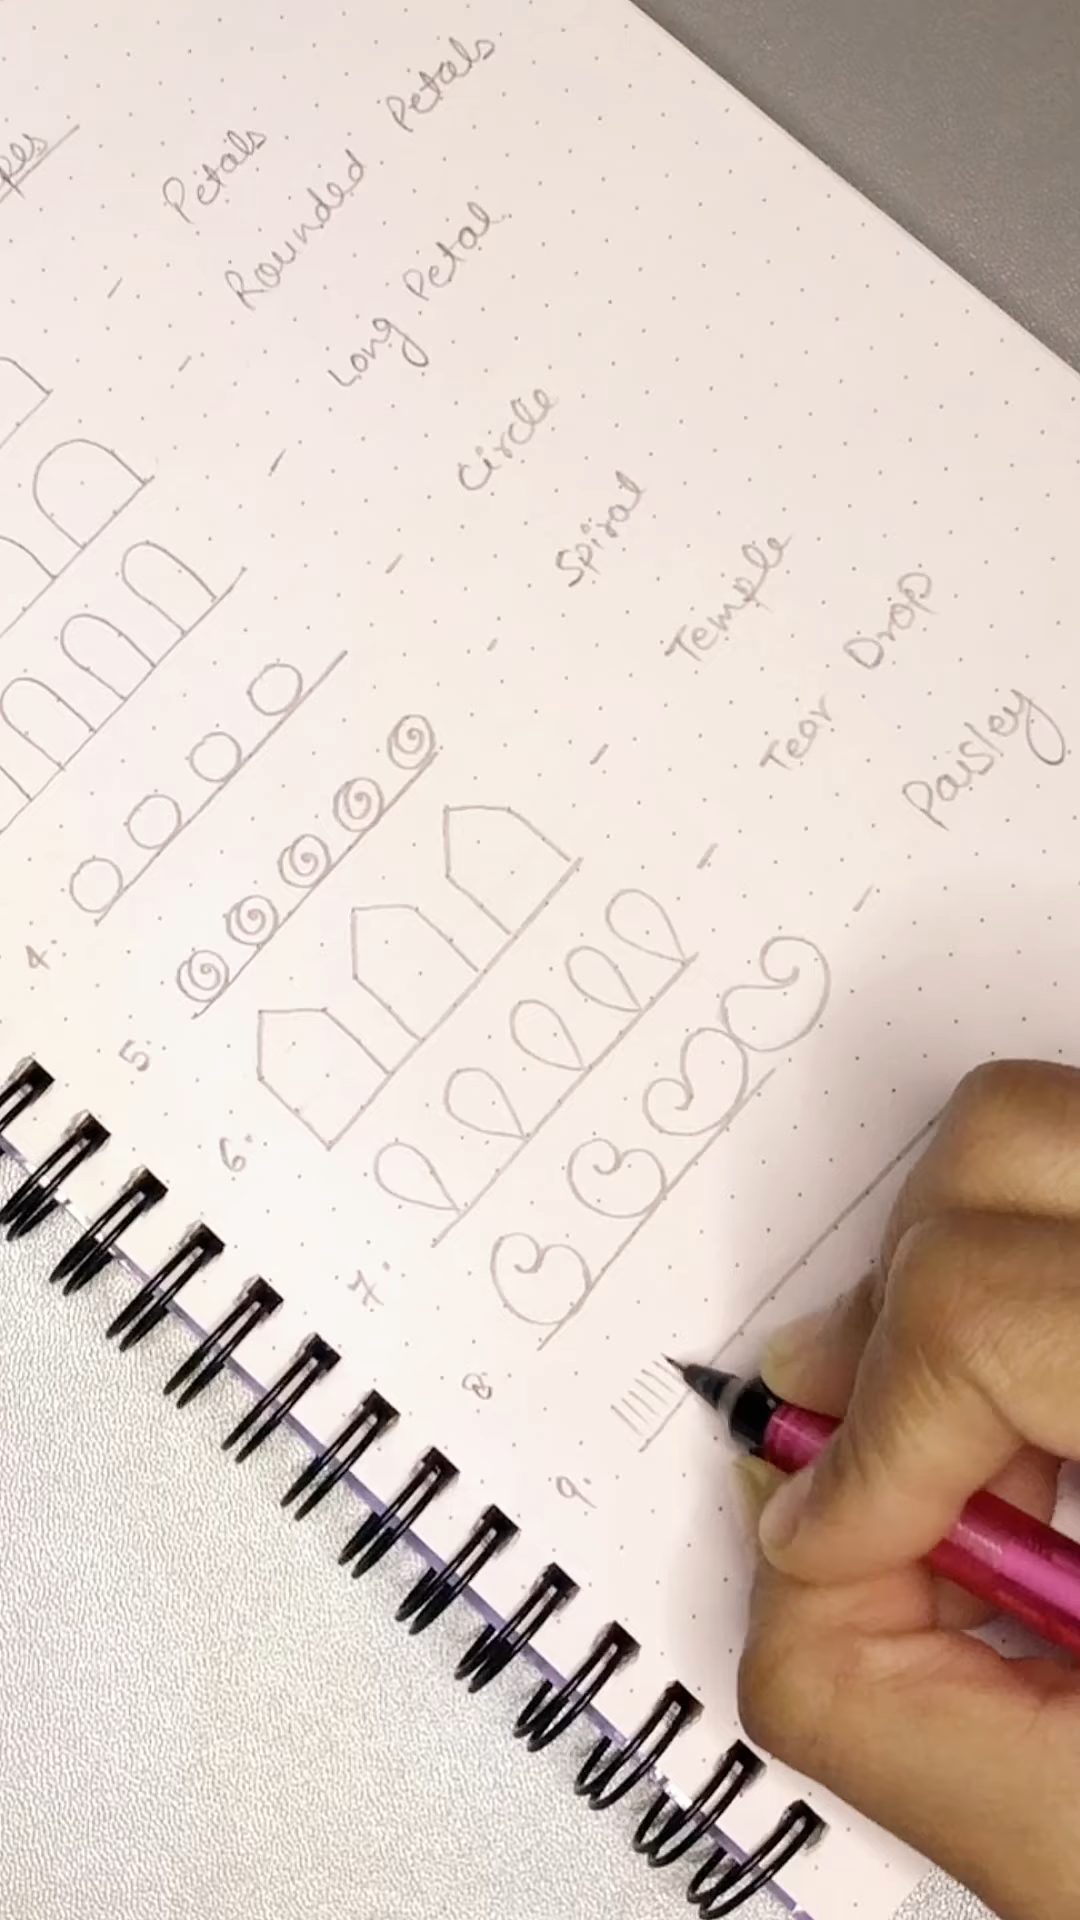 - Petals
- Rounded Petals
- Long Petal
4. - Circle
5. - Spiral
6. - Temple
7. - Tear Drop
8 - Paisley
9.